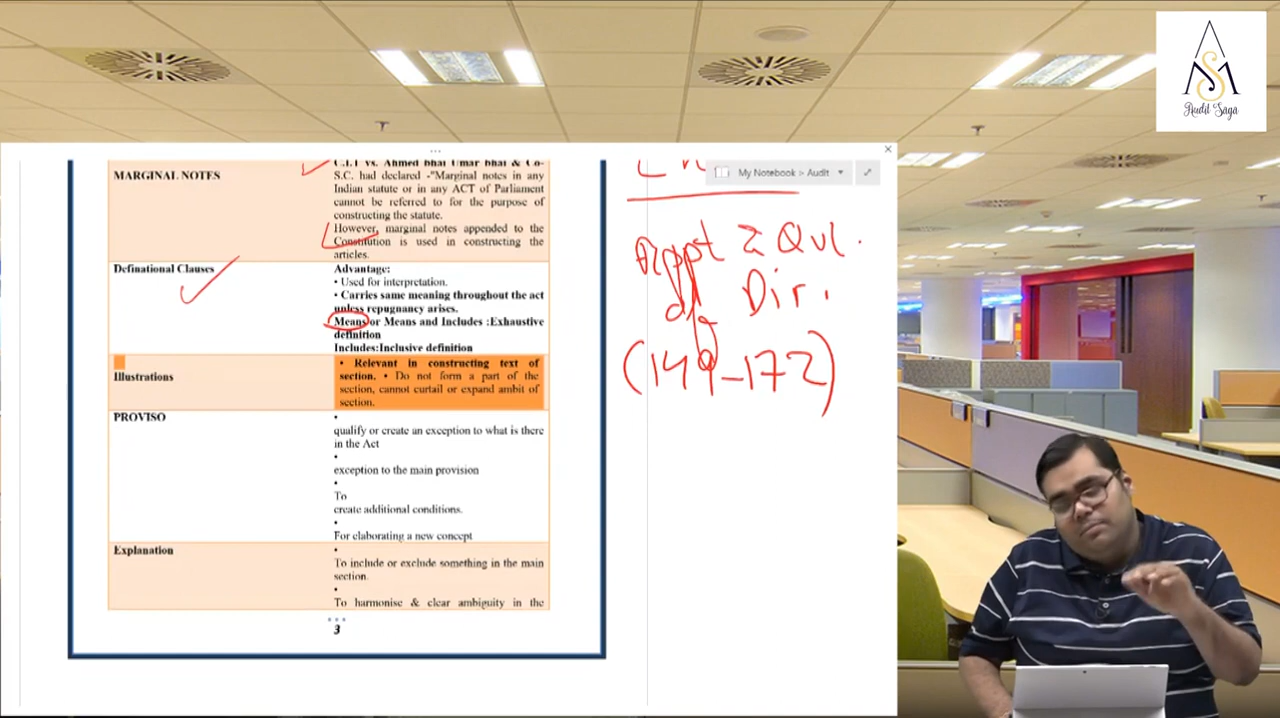 Audit Saga
My Notebook > Audit
C.I.T vs. Ahmed bhai Umar bhai & Co-
MARGINAL NOTES
S.C. had declared -"Marginal notes in any
Indian statute or in any ACT of Parliament
cannot be referred to for the purpose of
constructing the statute.
However, marginal notes appended to the
Constitution is used in constructing the
articles.
Definational Clauses
Advantage:
• Used for interpretation.
• Carries same meaning throughout the act
unless repugnancy arises.
Means or Means and Includes :Exhaustive
definition
Includes:Inclusive definition
Illustrations
• Relevant in constructing text of
section. • Do not form a part of the
section, cannot curtail or expand ambit of
section.
PROVISO
•
qualify or create an exception to what is there
in the Act
•
exception to the main provision
•
To
create additional conditions.
•
For elaborating a new concept
Explanation
•
To include or exclude something in the main
section.
•
To harmonise & clear ambiguity in the
3
& Qul.
of Dir.
(149-172)